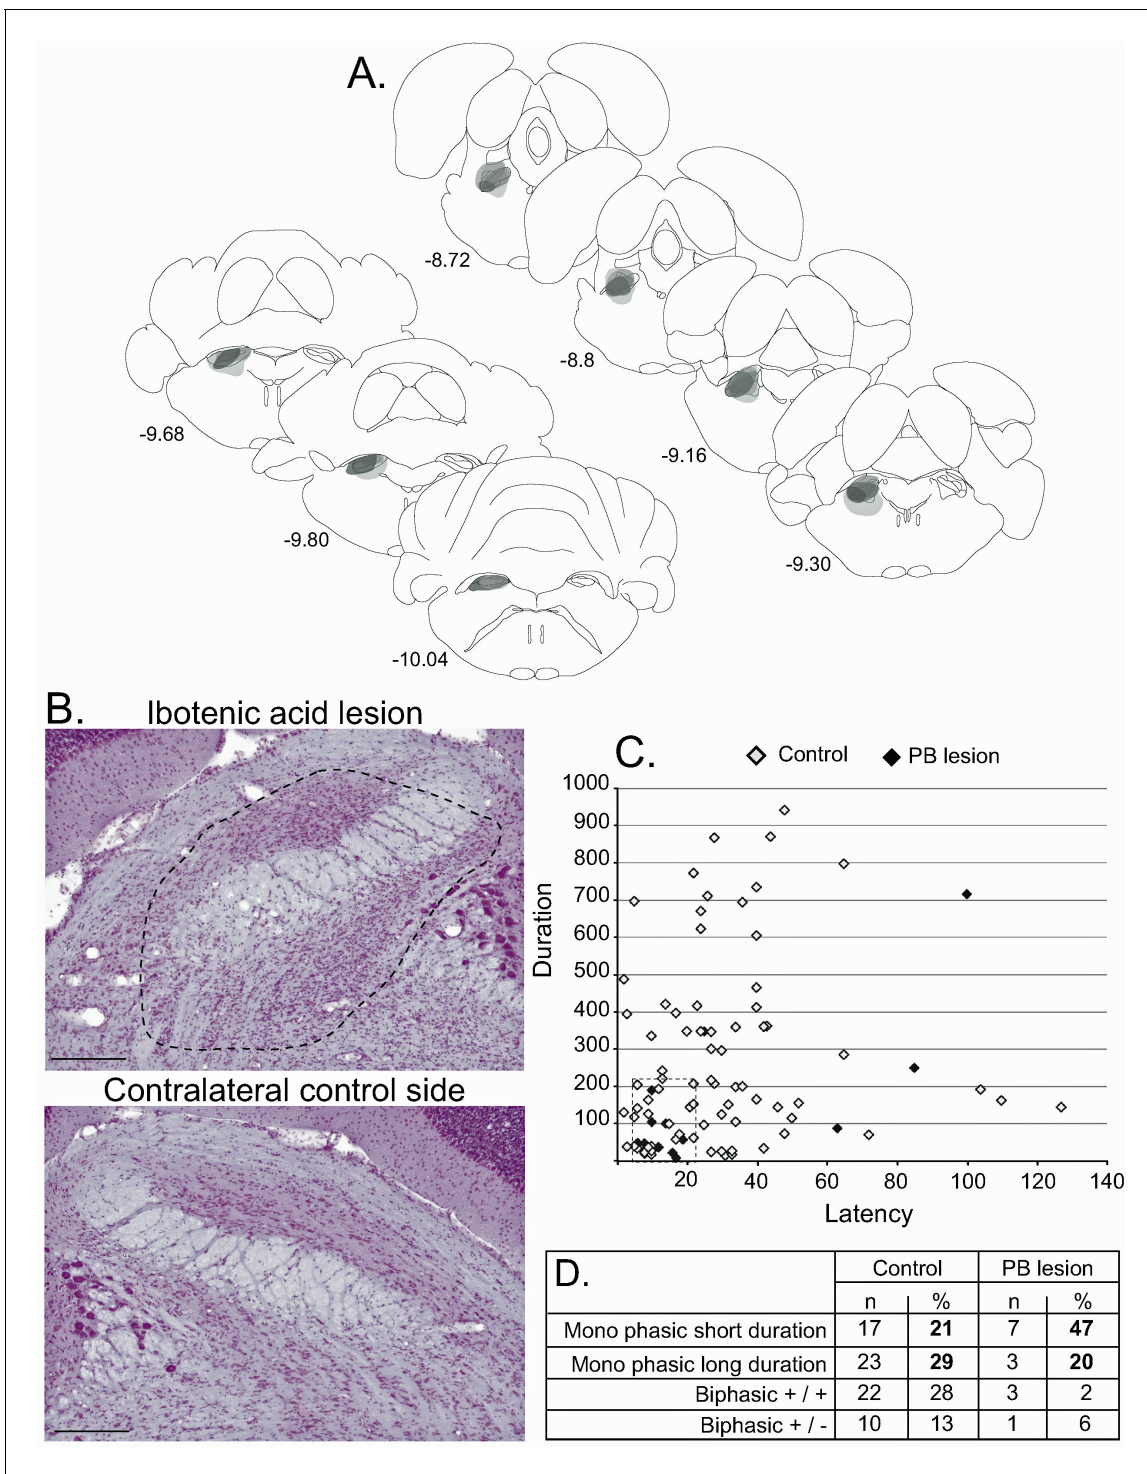 A.
-8.72
-8.8
-9.68
-9.16
-9.80
-9.30
-10.04
B.
Ibotenic acid lesion
Contralateral control side
C.
Control PB lesion
1000
900
800
700
600
500
400
300
200
100
Duration
20 40 60 80 100 120 140
Latency
D. Control PB lesion
n % n %
Mono phasic short duration 17 21 7 47
Mono phasic long duration 23 29 3 20
Biphasic + / + 22 28 3 2
Biphasic + / - 10 13 1 6